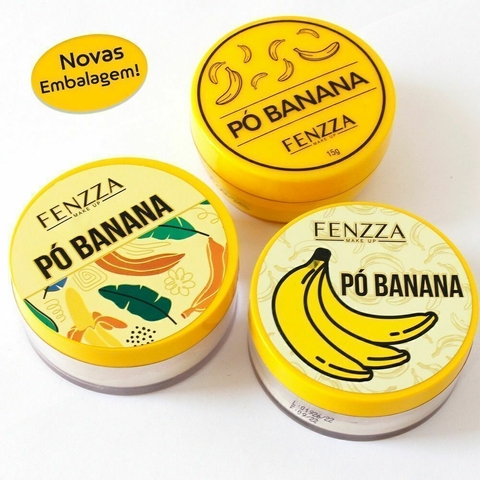 Novas
Embalagem!
PÓ BANANA
FENZZA
MAKE UP
15g
FENZZA
MAKE UP
PÓ BANANA
FENZZA
MAKE UP
PÓ BANANA